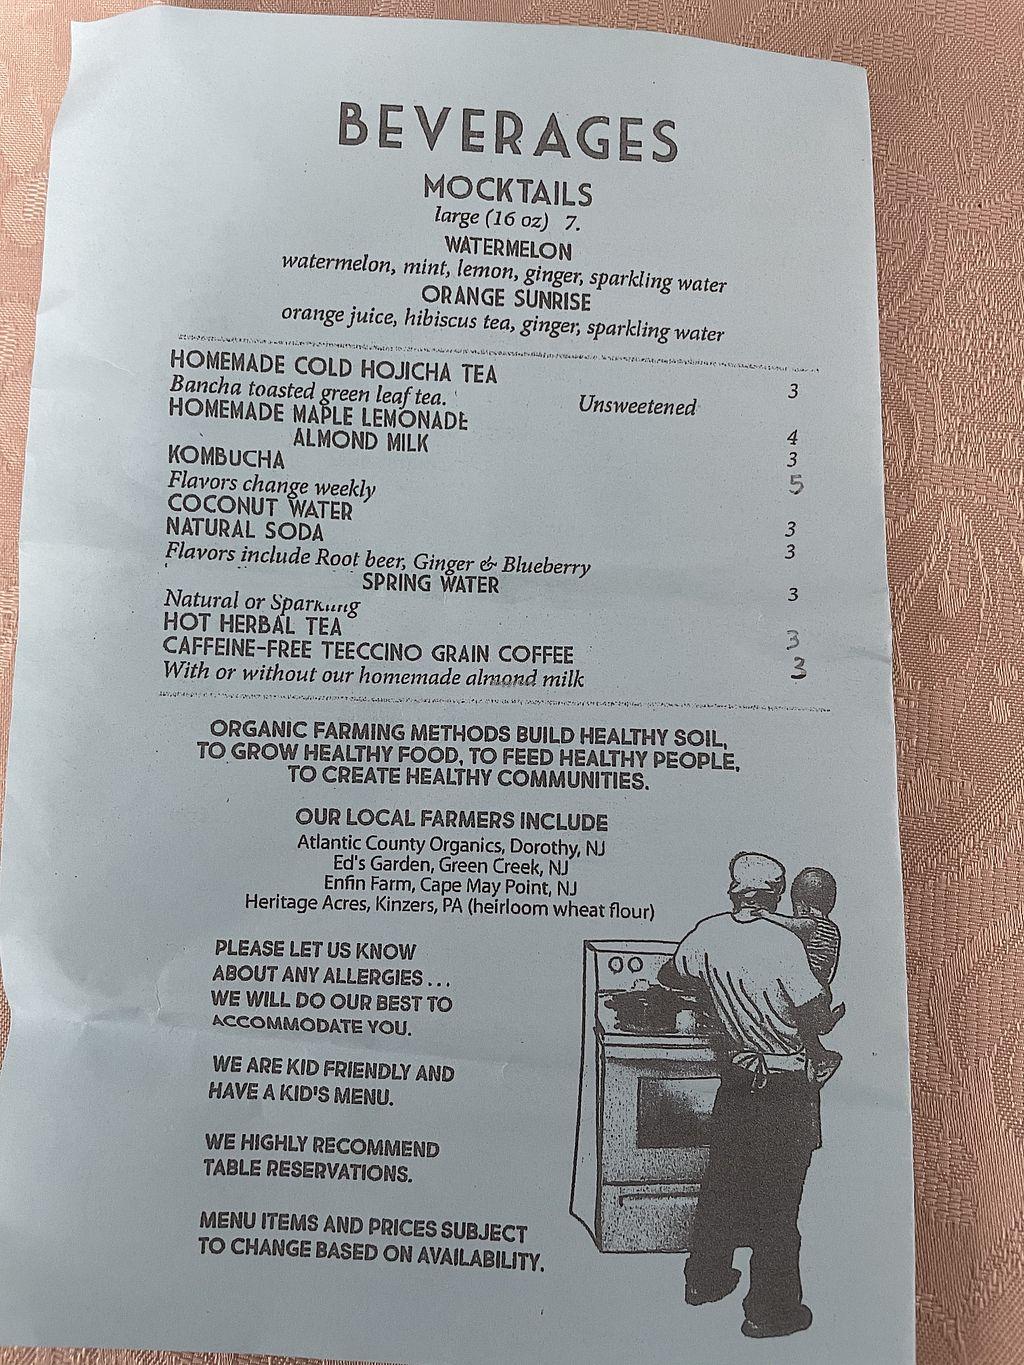 BEVERAGES
MOCKTAILS
large (16 oz) 7.
WATERMELON
watermelon, mint, lemon, ginger, sparkling water
ORANGE SUNRISE
orange juice, hibiscus tea, ginger, sparkling water
HOMEMADE COLD HOJICHA TEA 3
Bancha toasted green leaf tea. Unsweetened
HOMEMADE MAPLE LEMONADE 4
ALMOND MILK 3
KOMBUCHA 5
Flavors change weekly
COCONUT WATER 3
NATURAL SODA 3
Flavors include Root beer, Ginger & Blueberry
SPRING WATER 3
Natural or Sparkling
HOT HERBAL TEA 3
CAFFEINE-FREE TEECCINO GRAIN COFFEE 3
With or without our homemade almond milk
ORGANIC FARMING METHODS BUILD HEALTHY SOIL,
TO GROW HEALTHY FOOD, TO FEED HEALTHY PEOPLE,
TO CREATE HEALTHY COMMUNITIES.
OUR LOCAL FARMERS INCLUDE
Atlantic County Organics, Dorothy, NJ
Ed's Garden, Green Creek, NJ
Enfin Farm, Cape May Point, NJ
Heritage Acres, Kinzers, PA (heirloom wheat flour)
PLEASE LET US KNOW
ABOUT ANY ALLERGIES . . .
WE WILL DO OUR BEST TO
ACCOMMODATE YOU.
WE ARE KID FRIENDLY AND
HAVE A KID'S MENU.
WE HIGHLY RECOMMEND
TABLE RESERVATIONS.
MENU ITEMS AND PRICES SUBJECT
TO CHANGE BASED ON AVAILABILITY.